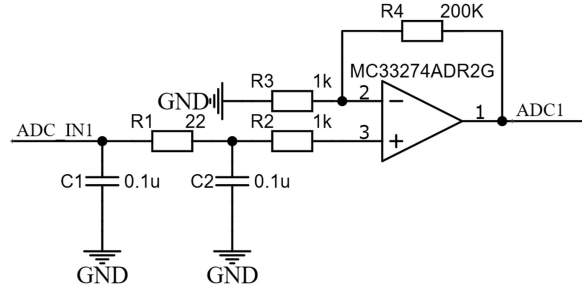 R4 200K
R3 1k MC33274ADR2G
GND 2
ADC_IN1 R1 22 R2 1k 3 1 ADC1
C1 0.1u C2 0.1u
GND GND